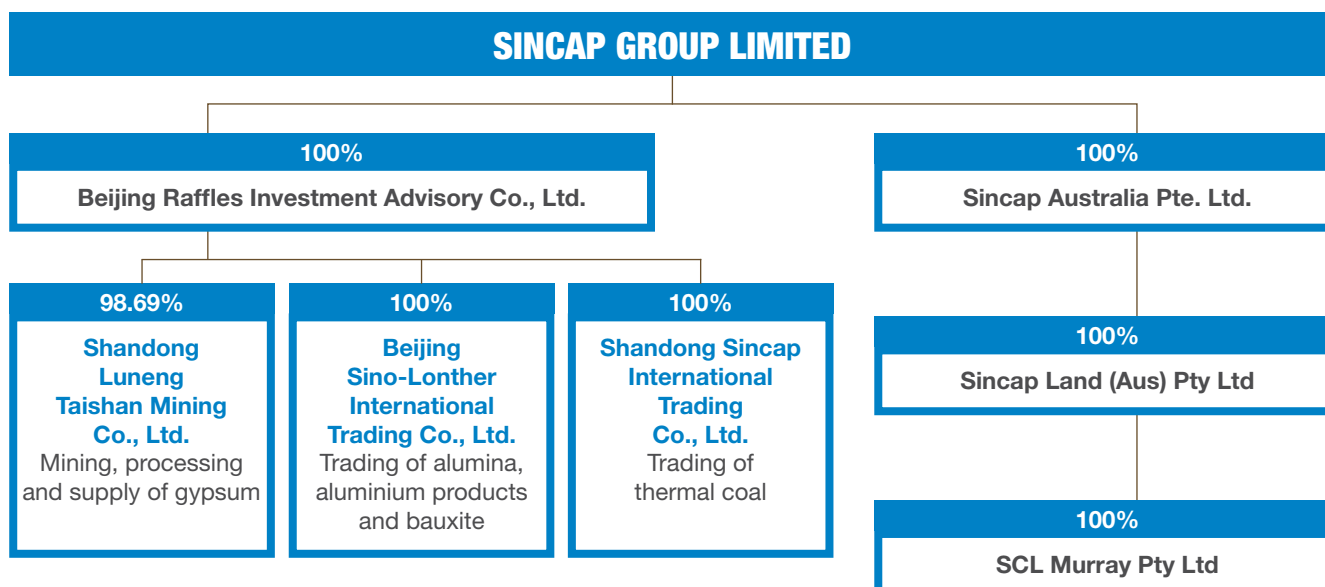 SINCAP GROUP LIMITED
100%
Beijing Raffles Investment Advisory Co., Ltd.
100%
Sincap Australia Pte. Ltd.
98.69%
Shandong
Luneng
Taishan Mining
Co., Ltd.
Mining, processing
and supply of gypsum
100%
Beijing
Sino-Lonther
International
Trading Co., Ltd.
Trading of alumina,
aluminium products
and bauxite
100%
Shandong Sincap
International
Trading
Co., Ltd.
Trading of
thermal coal
100%
Sincap Land (Aus) Pty Ltd
100%
SCL Murray Pty Ltd